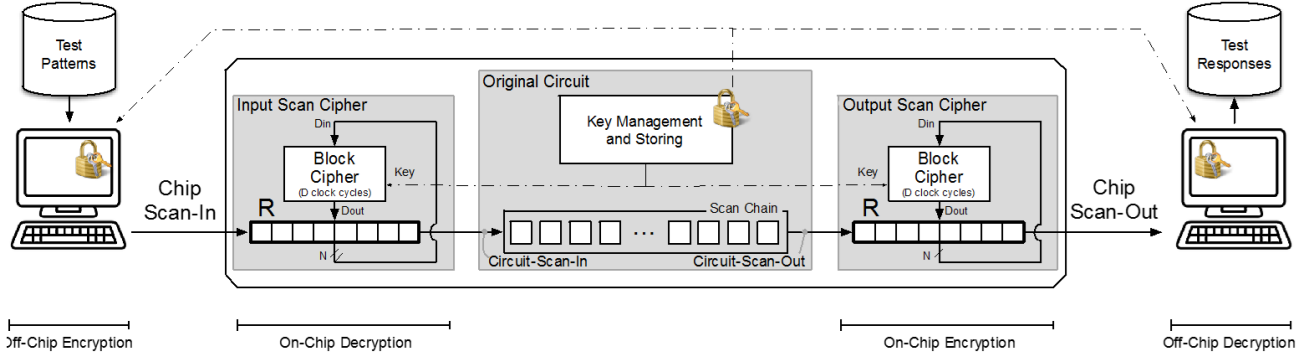 Test
Patterns
Test
Responses
Original Circuit
Input Scan Cipher
Output Scan Cipher
Key Management
and Storing
Din
Block
Cipher
(D clock cycles)
Key
Dout
R
N
Chip
Scan-In
Scan Chain
...
Circuit-Scan-In
Circuit-Scan-Out
Din
Block
Cipher
(D clock cycles)
Key
Dout
R
N
Chip
Scan-Out
Off-Chip Encryption
On-Chip Decryption
On-Chip Encryption
Off-Chip Decryption